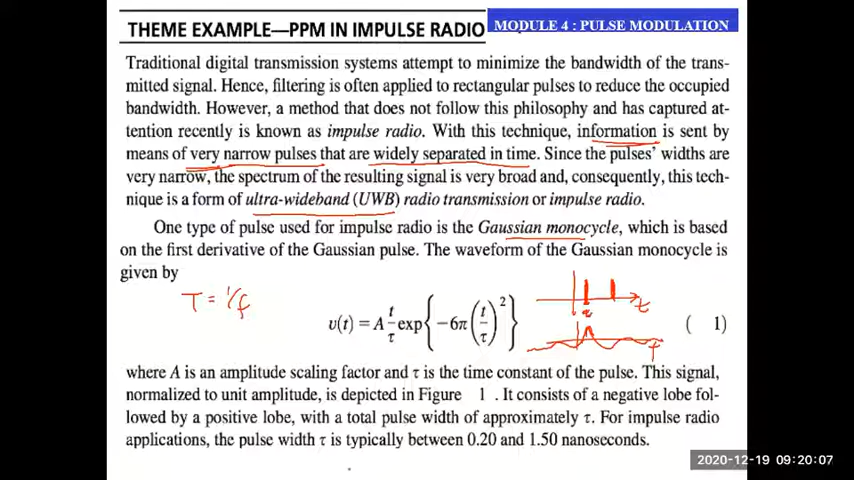 THEME EXAMPLE—PPM IN IMPULSE RADIO
MODULE 4 : PULSE MODULATION
Traditional digital transmission systems attempt to minimize the bandwidth of the trans-
mitted signal. Hence, filtering is often applied to rectangular pulses to reduce the occupied
bandwidth. However, a method that does not follow this philosophy and has captured at-
tention recently is known as impulse radio. With this technique, information is sent by
means of very narrow pulses that are widely separated in time. Since the pulses' widths are
very narrow, the spectrum of the resulting signal is very broad and, consequently, this tech-
nique is a form of ultra-wideband (UWB) radio transmission or impulse radio.
One type of pulse used for impulse radio is the Gaussian monocycle, which is based
on the first derivative of the Gaussian pulse. The waveform of the Gaussian monocycle is
given by
T = 1/f
t
v(t) = A t/τ exp{−6π(t/τ)²} ( 1)
f
where A is an amplitude scaling factor and τ is the time constant of the pulse. This signal,
normalized to unit amplitude, is depicted in Figure 1 . It consists of a negative lobe fol-
lowed by a positive lobe, with a total pulse width of approximately τ. For impulse radio
applications, the pulse width τ is typically between 0.20 and 1.50 nanoseconds.
2020-12-19 09:20:07